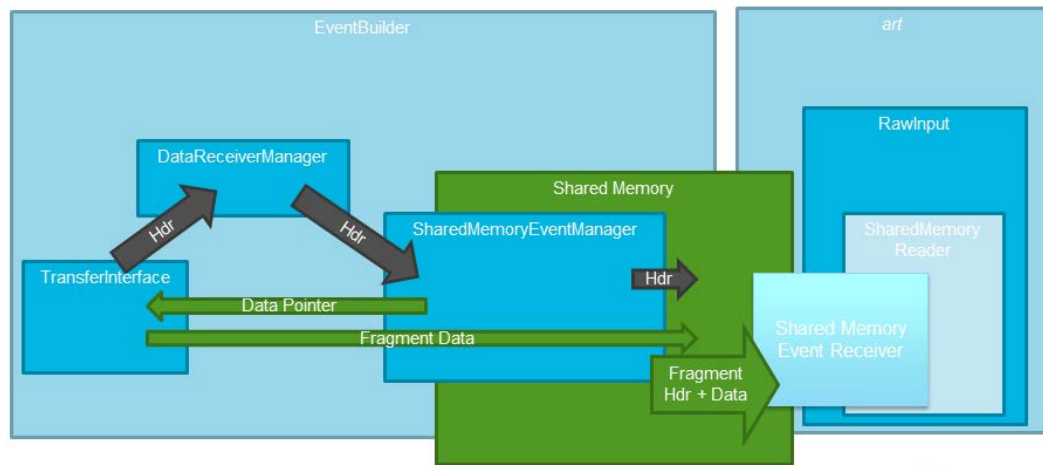 EventBuilder
art
RawInput
DataReceiverManager
Shared Memory
Hdr
Hdr
SharedMemoryEventManager
SharedMemory
Reader
TransferInterface
Hdr
Data Pointer
Fragment Data
Shared Memory
Event Receiver
Fragment
Hdr + Data